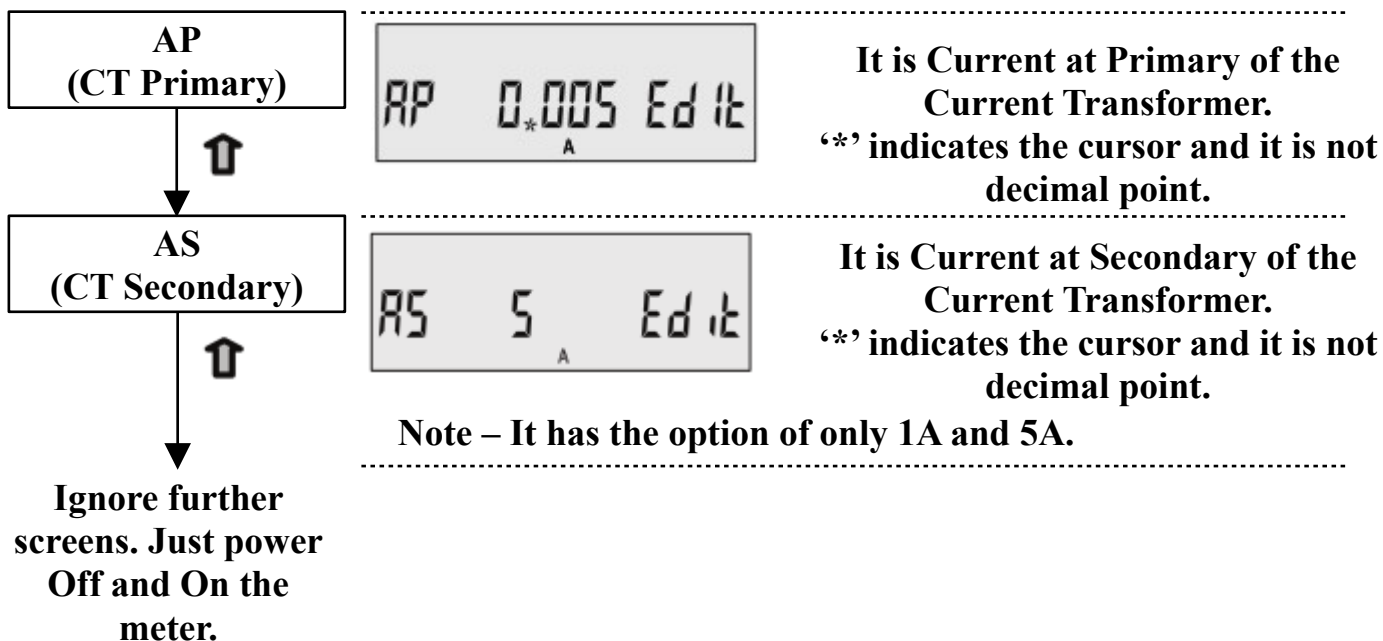 AP
(CT Primary)
AP 0*005 Edit
A
It is Current at Primary of the
Current Transformer.
‘*’ indicates the cursor and it is not
decimal point.
AS
(CT Secondary)
AS 5 Edit
A
It is Current at Secondary of the
Current Transformer.
‘*’ indicates the cursor and it is not
decimal point.
Note – It has the option of only 1A and 5A.
Ignore further
screens. Just power
Off and On the
meter.